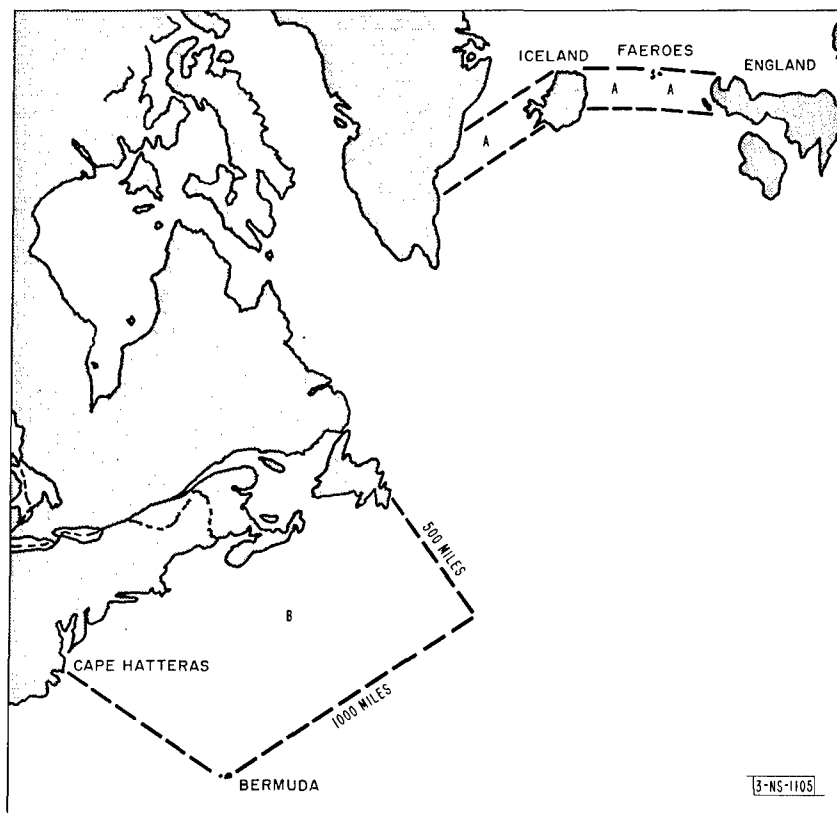 ICELAND
FAEROES
ENGLAND
A
A
A
500 MILES
B
CAPE HATTERAS
1000 MILES
BERMUDA
3-NS-1105